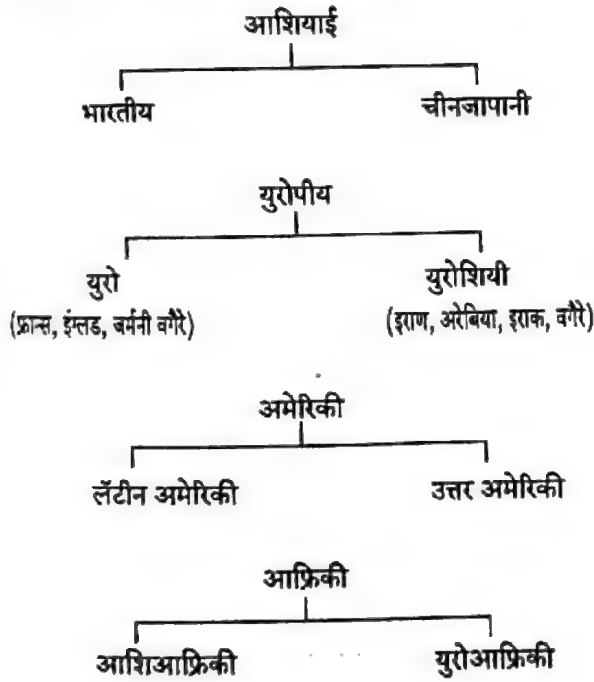 आशियाई
भारतीय चीनजापानी
युरोपीय
युरो युरोशियी
(फ्रान्स, इंग्लड, जर्मनी वगैरे) (इराण, अरेबिया, इराक, वगैरे)
अमेरिकी
लॅटीन अमेरिकी उत्तर अमेरिकी
आफ्रिकी
आशिआफ्रिकी युरोआफ्रिकी